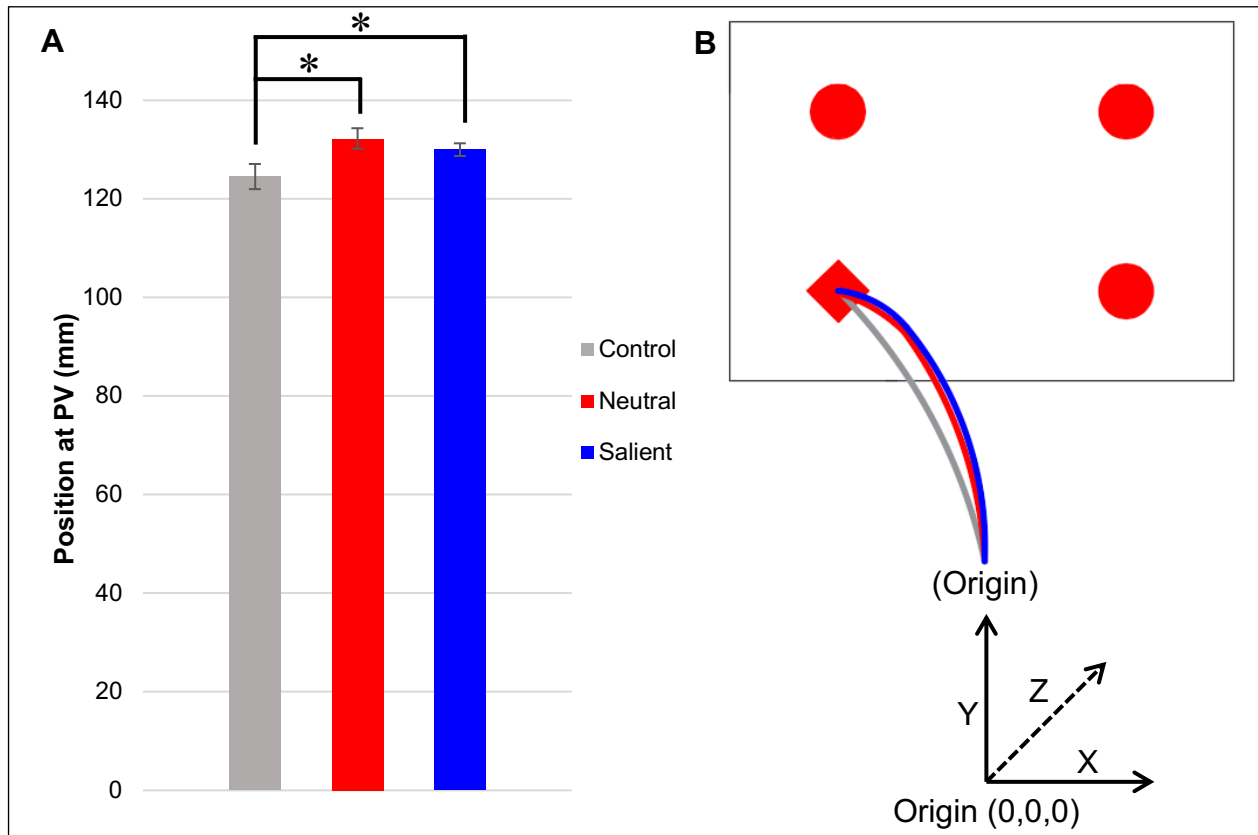 A
*
*
140
120
100
80
60
40
20
0
Position at PV (mm)
Control
Neutral
Salient
B
(Origin)
Z
Y
X
Origin (0,0,0)